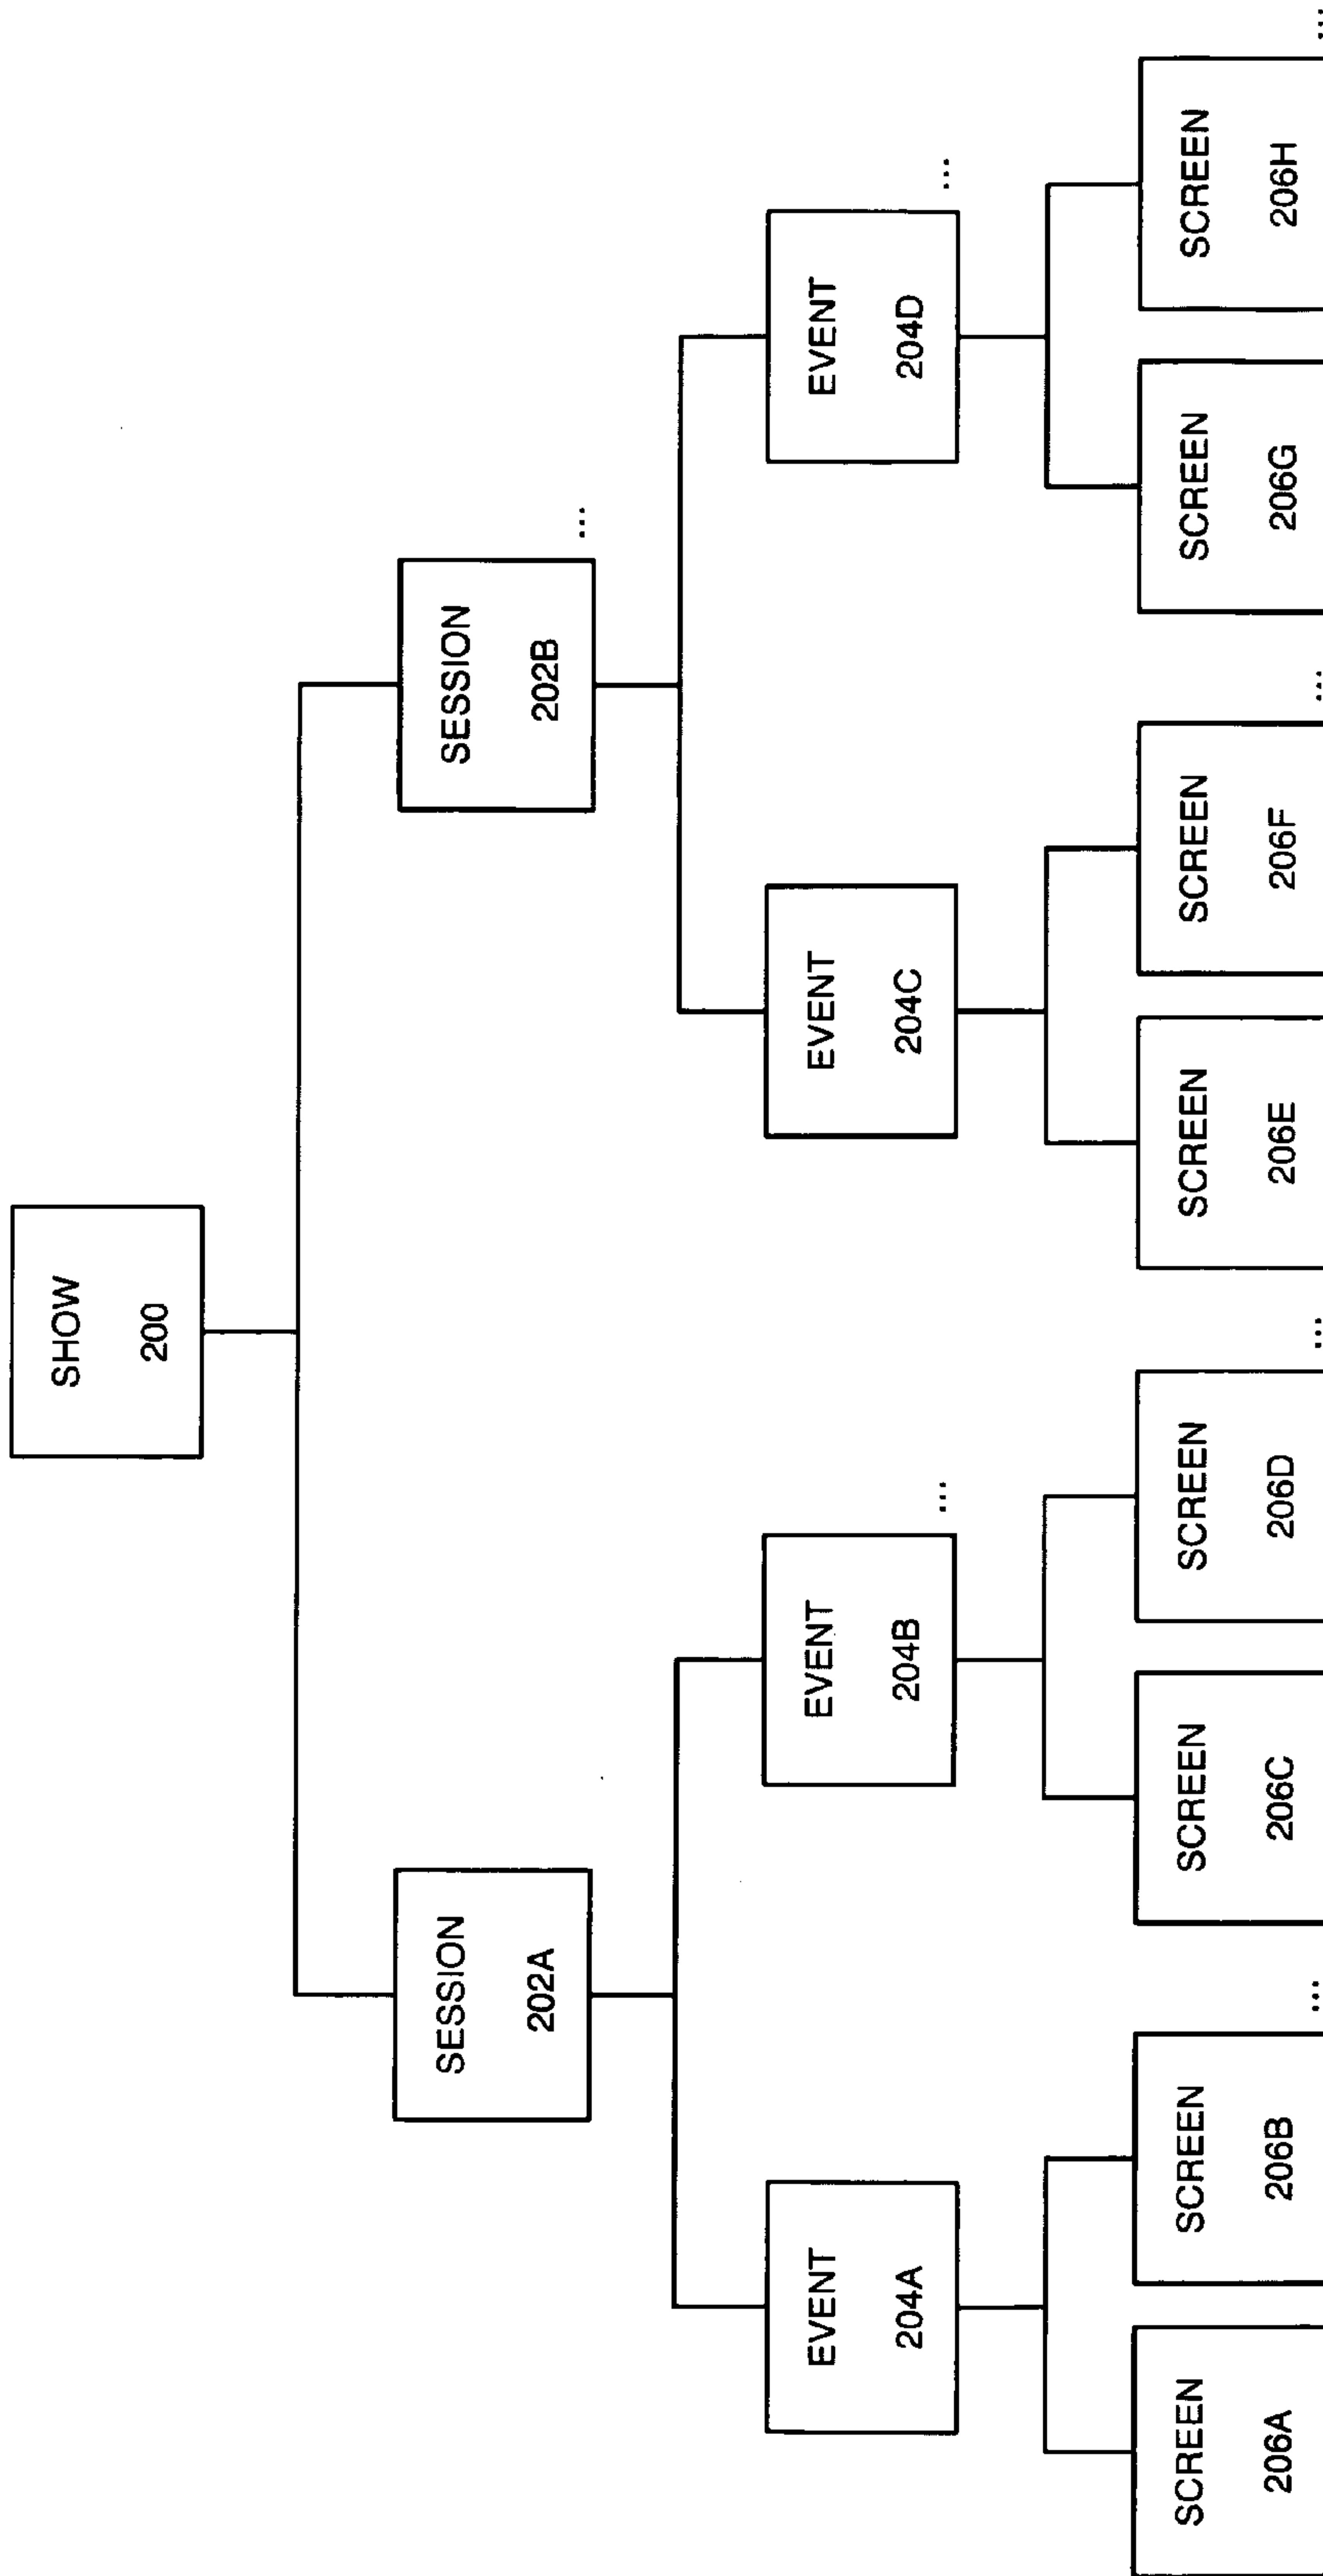 SHOW
200
SESSION
202A
SESSION
202B
...
EVENT
204A
EVENT
204B
...
EVENT
204C
EVENT
204D
...
SCREEN
206A
SCREEN
206B
...
SCREEN
206C
SCREEN
206D
...
SCREEN
206E
SCREEN
206F
...
SCREEN
206G
SCREEN
206H
...